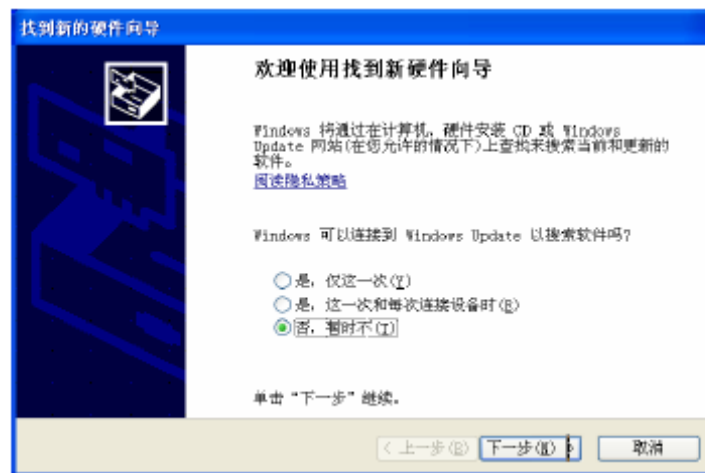 找到新的硬件向导
欢迎使用找到新硬件向导
Windows 将通过在计算机，硬件安装 CD 或 Windows
Update 网站(在您允许的情况下)上查找来搜索当前和更新的
软件。
阅读隐私策略
Windows 可以连接到 Windows Update 以搜索软件吗?
是，仅这一次(Y)
是，这一次和每次连接设备时(E)
否，暂时不(T)
单击“下一步”继续。
< 上一步(B) 下一步(N) > 取消